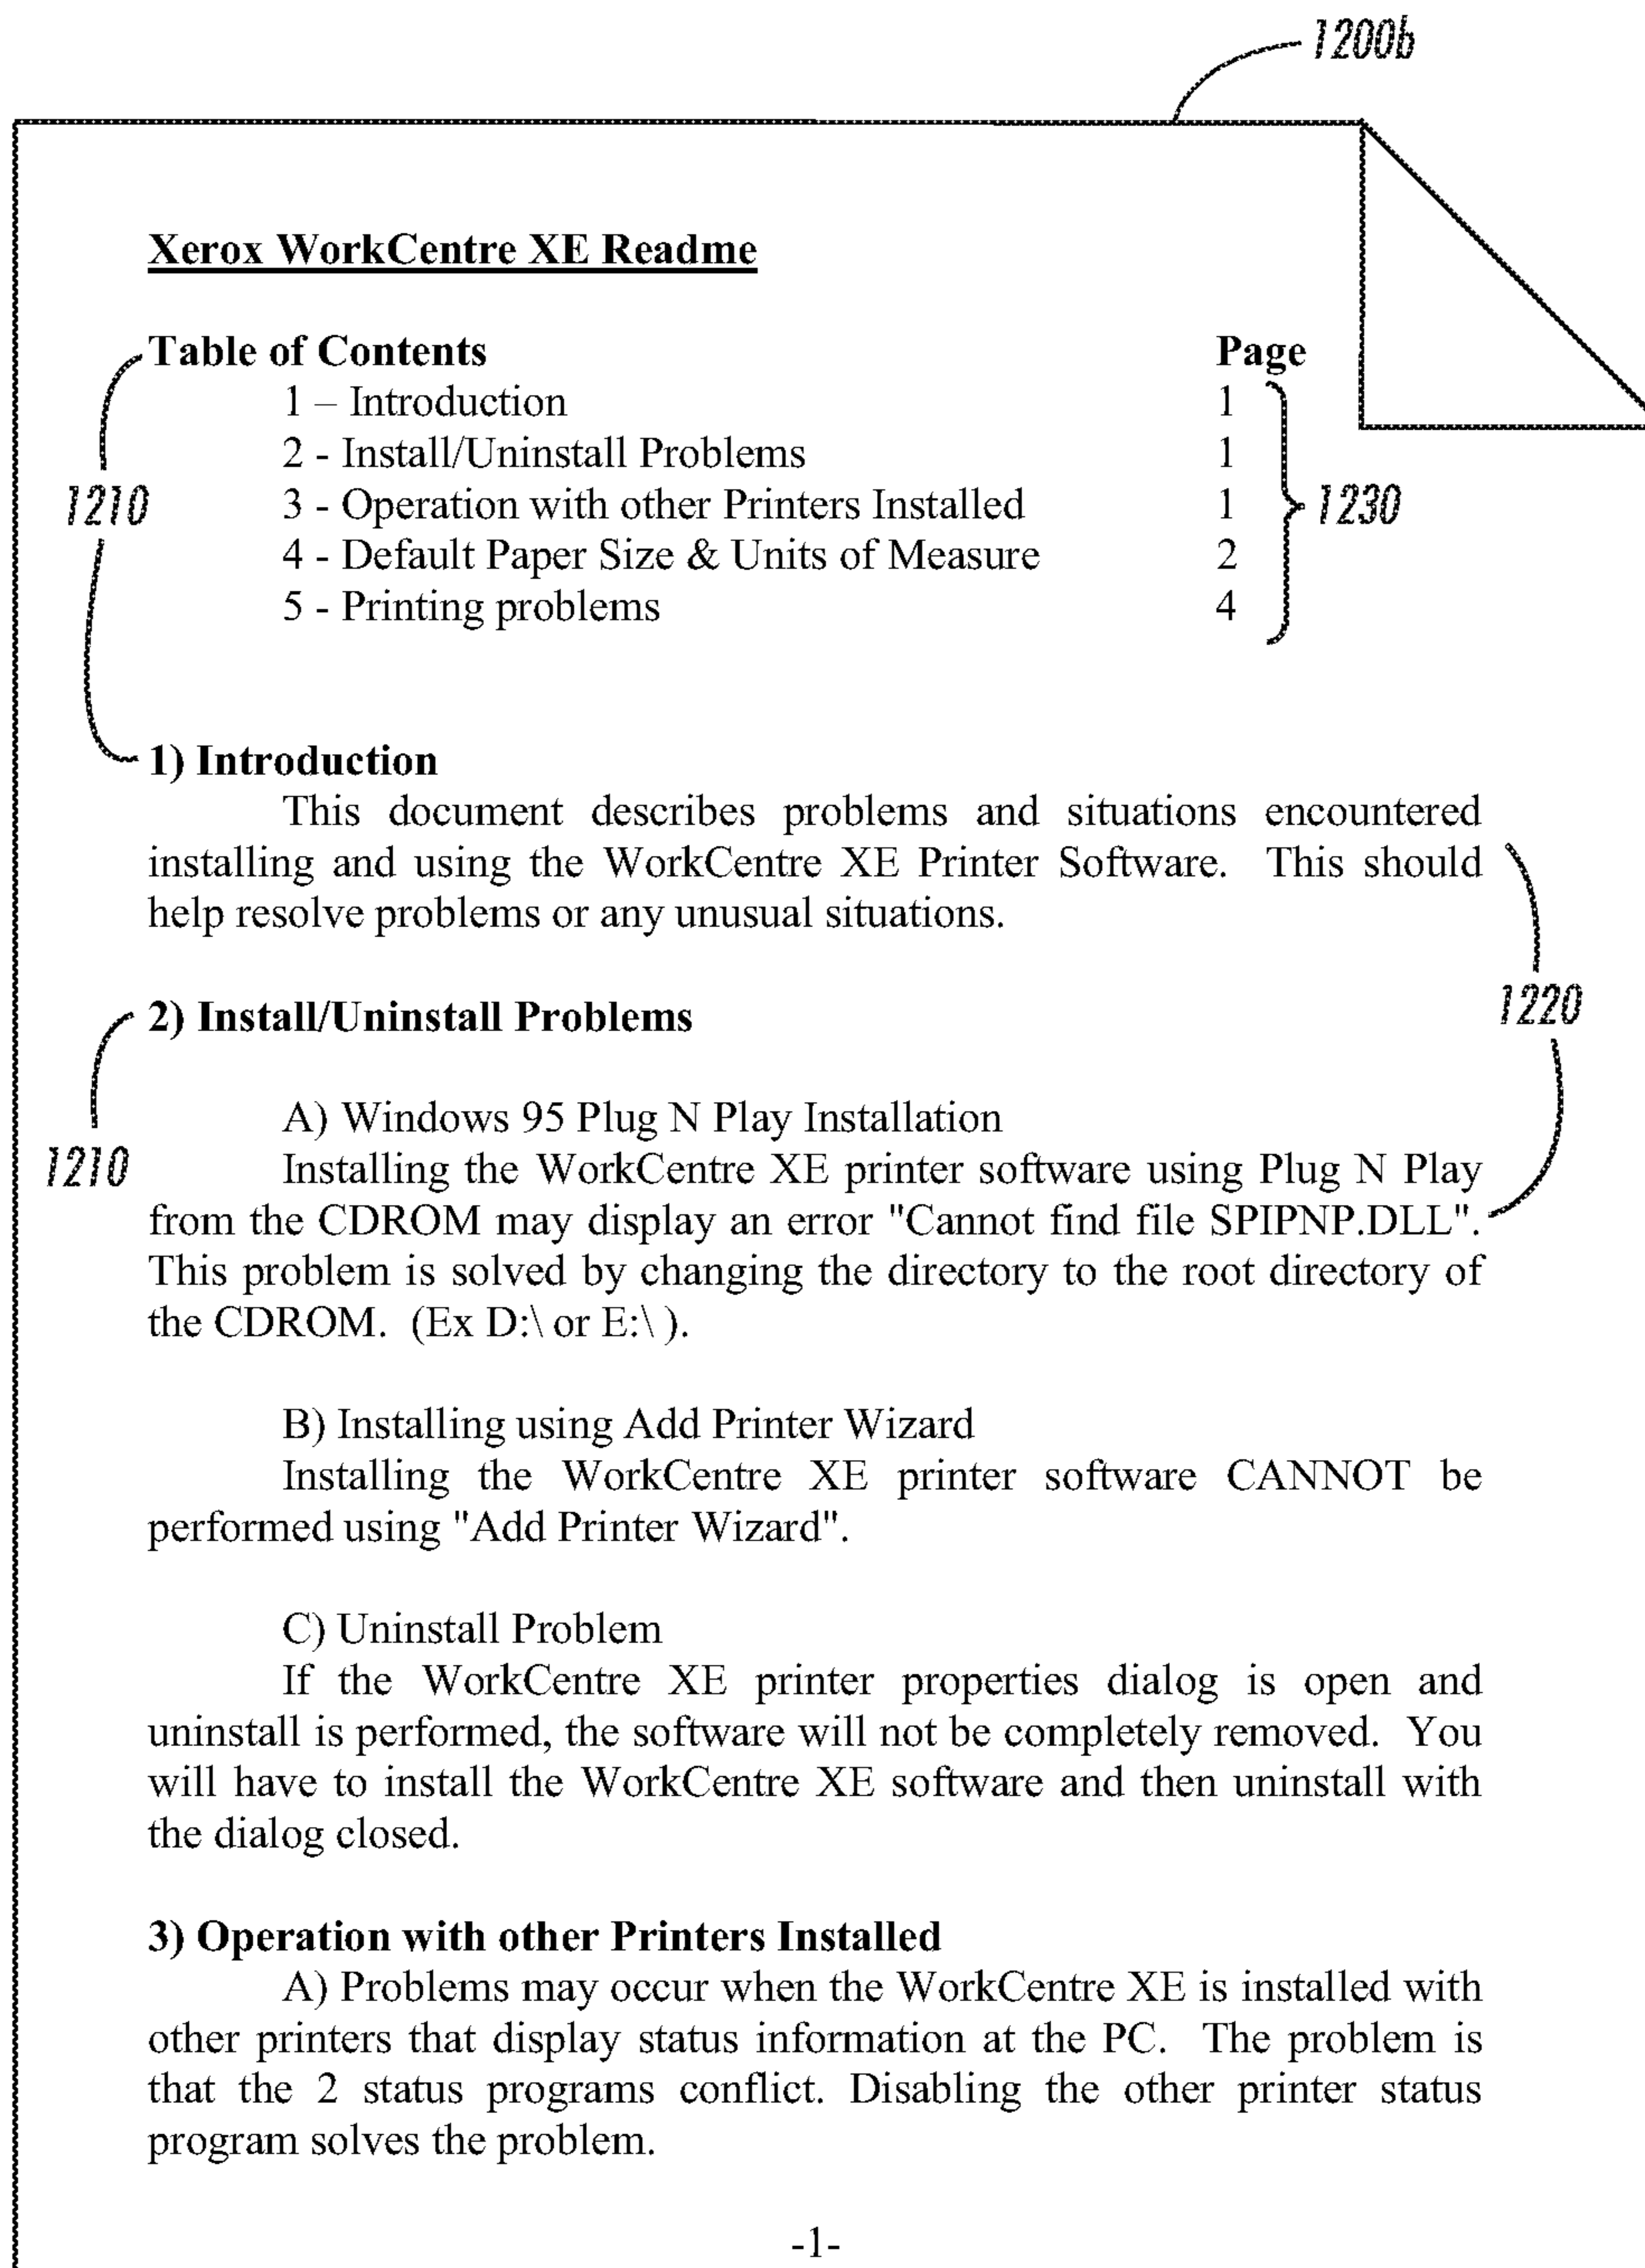 1200b
Xerox WorkCentre XE Readme
Table of Contents Page
1 – Introduction 1
2 - Install/Uninstall Problems 1
1210 3 - Operation with other Printers Installed 1 1230
4 - Default Paper Size & Units of Measure 2
5 - Printing problems 4
1) Introduction
This document describes problems and situations encountered
installing and using the WorkCentre XE Printer Software. This should
help resolve problems or any unusual situations.
1220
2) Install/Uninstall Problems
A) Windows 95 Plug N Play Installation
1210 Installing the WorkCentre XE printer software using Plug N Play
from the CDROM may display an error "Cannot find file SPIPNP.DLL".
This problem is solved by changing the directory to the root directory of
the CDROM. (Ex D:\ or E:\ ).
B) Installing using Add Printer Wizard
Installing the WorkCentre XE printer software CANNOT be
performed using "Add Printer Wizard".
C) Uninstall Problem
If the WorkCentre XE printer properties dialog is open and
uninstall is performed, the software will not be completely removed. You
will have to install the WorkCentre XE software and then uninstall with
the dialog closed.
3) Operation with other Printers Installed
A) Problems may occur when the WorkCentre XE is installed with
other printers that display status information at the PC. The problem is
that the 2 status programs conflict. Disabling the other printer status
program solves the problem.
-1-